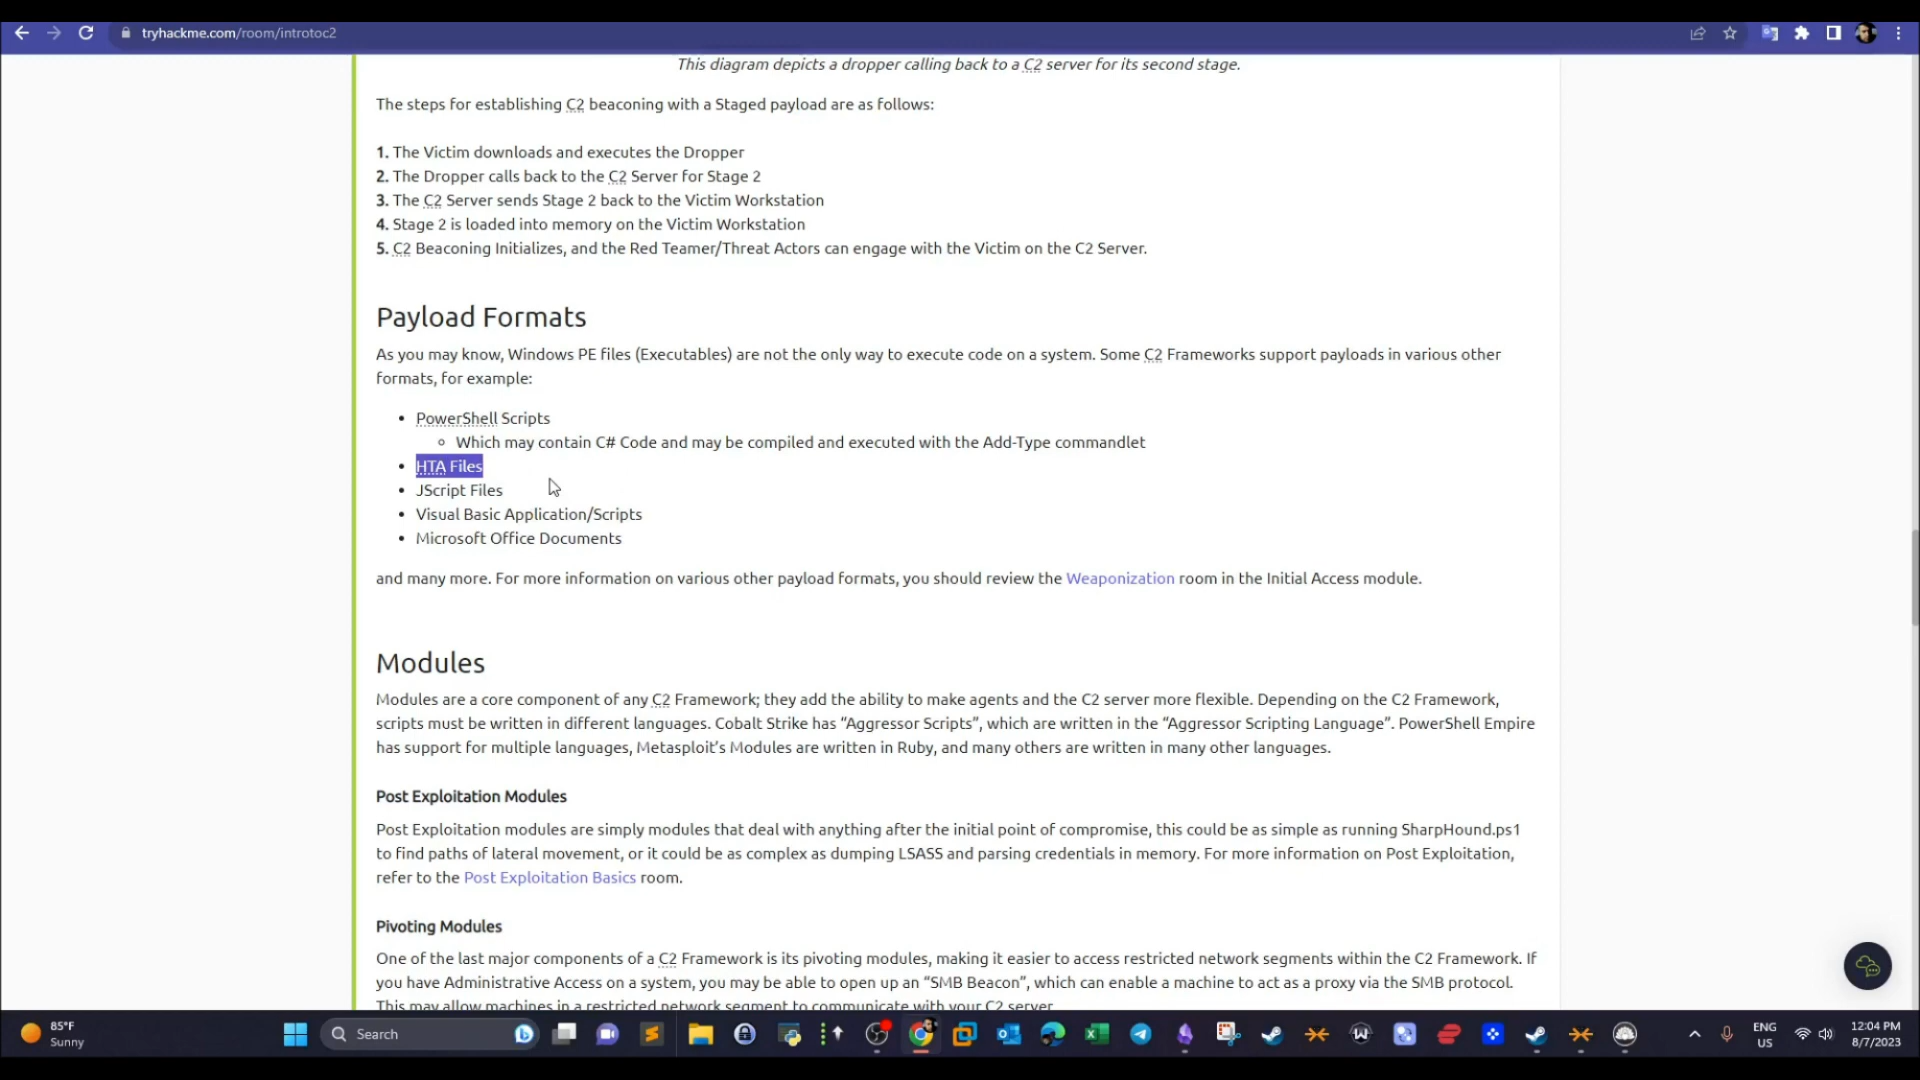 tryhackme.com/room/introtoc2
This diagram depicts a dropper calling back to a C2 server for its second stage.
The steps for establishing C2 beaconing with a Staged payload are as follows:
1. The Victim downloads and executes the Dropper
2. The Dropper calls back to the C2 Server for Stage 2
3. The C2 Server sends Stage 2 back to the Victim Workstation
4. Stage 2 is loaded into memory on the Victim Workstation
5. C2 Beaconing Initializes, and the Red Teamer/Threat Actors can engage with the Victim on the C2 Server.
Payload Formats
As you may know, Windows PE files (Executables) are not the only way to execute code on a system. Some C2 Frameworks support payloads in various other
formats, for example:
• PowerShell Scripts
◦ Which may contain C# Code and may be compiled and executed with the Add-Type commandlet
• HTA Files
• JScript Files
• Visual Basic Application/Scripts
• Microsoft Office Documents
and many more. For more information on various other payload formats, you should review the Weaponization room in the Initial Access module.
Modules
Modules are a core component of any C2 Framework; they add the ability to make agents and the C2 server more flexible. Depending on the C2 Framework,
scripts must be written in different languages. Cobalt Strike has “Aggressor Scripts”, which are written in the “Aggressor Scripting Language”. PowerShell Empire
has support for multiple languages, Metasploit’s Modules are written in Ruby, and many others are written in many other languages.
Post Exploitation Modules
Post Exploitation modules are simply modules that deal with anything after the initial point of compromise, this could be as simple as running SharpHound.ps1
to find paths of lateral movement, or it could be as complex as dumping LSASS and parsing credentials in memory. For more information on Post Exploitation,
refer to the Post Exploitation Basics room.
Pivoting Modules
One of the last major components of a C2 Framework is its pivoting modules, making it easier to access restricted network segments within the C2 Framework. If
you have Administrative Access on a system, you may be able to open up an “SMB Beacon”, which can enable a machine to act as a proxy via the SMB protocol.
This may allow machines in a restricted network segment to communicate with your C2 server
85°F
Sunny
Search
ENG
US
12:04 PM
8/7/2023